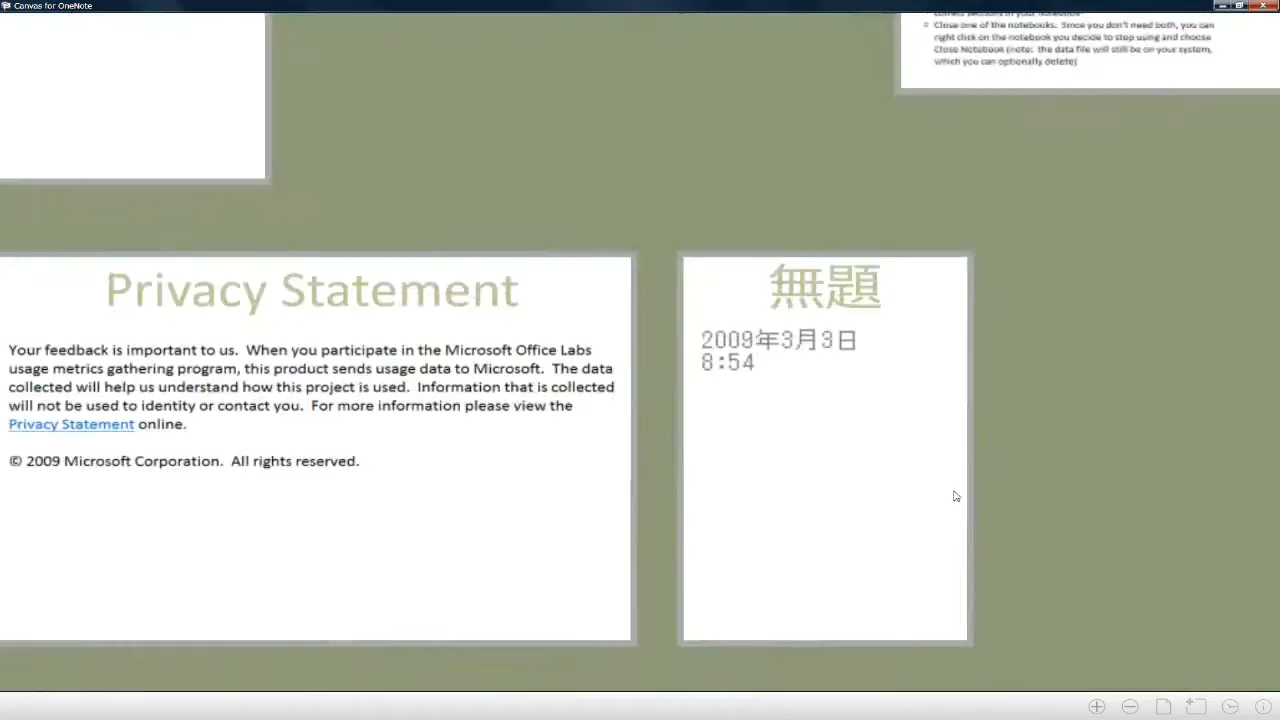 Canvas for OneNote
Close one of the notebooks.  Since you don't need both, you can
right click on the notebook you decide to stop using and choose
Close Notebook (note:  the data file will still be on your system,
which you can optionally delete)
Privacy Statement
Your feedback is important to us.  When you participate in the Microsoft Office Labs
usage metrics gathering program, this product sends usage data to Microsoft.  The data
collected will help us understand how this project is used.  Information that is collected
will not be used to identity or contact you.  For more information please view the
Privacy Statement online.
© 2009 Microsoft Corporation.  All rights reserved.
無題
2009年3月3日
8:54